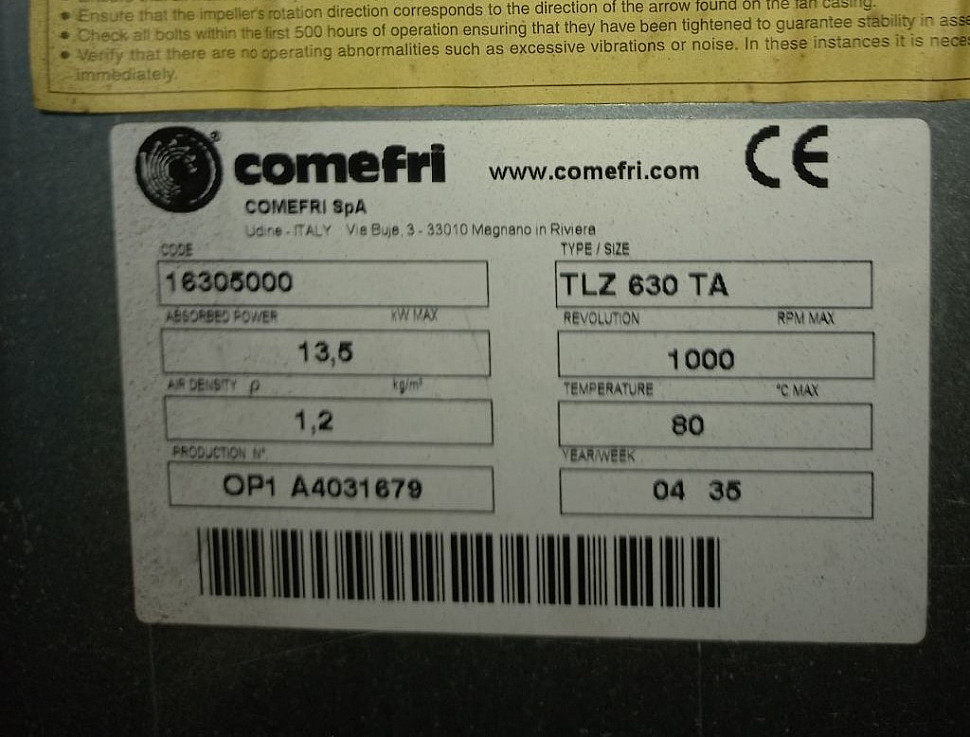 • Ensure that the impeller's rotation direction corresponds to the direction of the arrow found on the fan casing.
• Check all bolts within the first 500 hours of operation ensuring that they have been tightened to guarantee stability in
• Verify that there are no operating abnormalities such as excessive vibrations or noise. In these instances it is
immediately.
comefri® www.comefri.com CE
COMEFRI SpA
Udine - ITALY Via Buja, 3 - 33010 Magnano in Riviera
CODE TYPE / SIZE
16305000 TLZ 630 TA
ABSORBED POWER kW MAX REVOLUTION RPM MAX
13,5 1000
AIR DENSITY ρ kg/m³ TEMPERATURE °C MAX
1,2 80
PRODUCTION N° YEAR/WEEK
OP1 A4031679 04 35